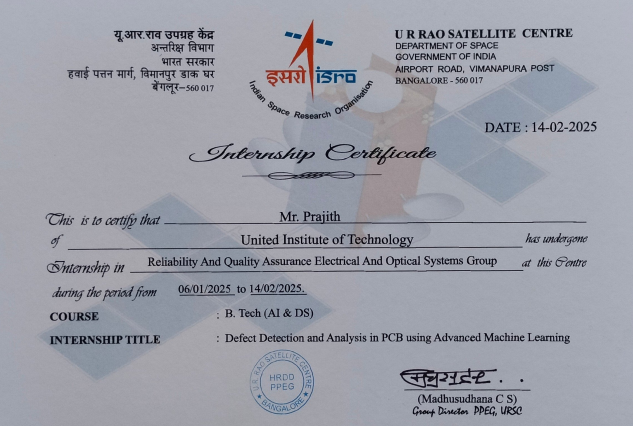 यू.आर.राव उपग्रह केंद्र
अन्तरिक्ष विभाग
भारत सरकार
हवाई पत्तन मार्ग, विमानपुर डाक घर
बेंगलूर–560 017
इसरो isro
Indian Space Research Organisation
U R RAO SATELLITE CENTRE
DEPARTMENT OF SPACE
GOVERNMENT OF INDIA
AIRPORT ROAD, VIMANAPURA POST
BANGALORE - 560 017
DATE : 14-02-2025
Internship Certificate
This is to certify that Mr. Prajith
of United Institute of Technology has undergone
Internship in Reliability And Quality Assurance Electrical And Optical Systems Group at this Centre
during the period from 06/01/2025 to 14/02/2025.
COURSE : B. Tech (AI & DS)
INTERNSHIP TITLE : Defect Detection and Analysis in PCB using Advanced Machine Learning
U.R. RAO SATELLITE CENTRE
HRDD
PPEG
BANGALORE
(Madhusudhana C S)
Group Director PPEG, URSC